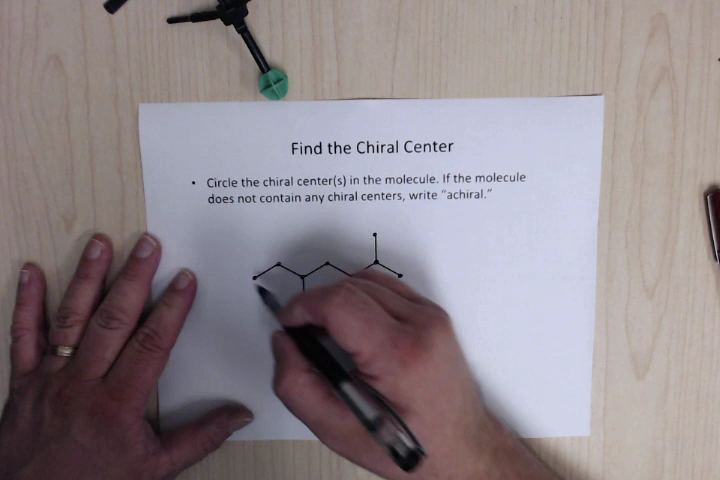 Find the Chiral Center
• Circle the chiral center(s) in the molecule. If the molecule
does not contain any chiral centers, write “achiral.”